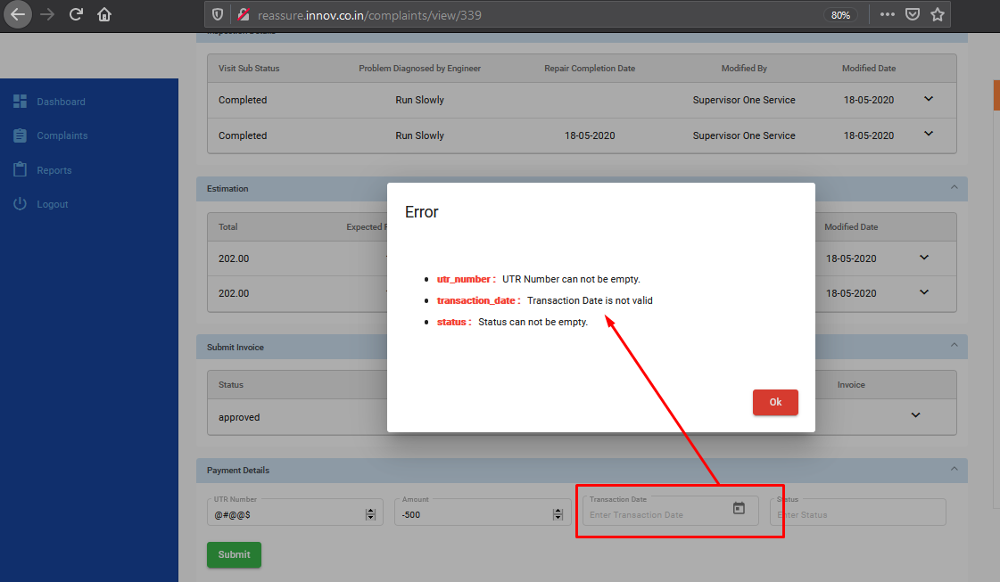 reassure.innov.co.in/complaints/view/339
80%
Inspection Details
Dashboard
Complaints
Reports
Logout
Visit Sub Status Problem Diagnosed by Engineer Repair Completion Date Modified By Modified Date
Completed Run Slowly Supervisor One Service 18-05-2020
Completed Run Slowly 18-05-2020 Supervisor One Service 18-05-2020
Estimation
Total Expected Modified Date
202.00 18-05-2020
202.00 18-05-2020
Error
utr_number : UTR Number can not be empty.
transaction_date : Transaction Date is not valid
status : Status can not be empty.
Ok
Submit Invoice
Status Invoice
approved
Payment Details
UTR Number Amount Transaction Date Status
@#@@$ -500 Enter Transaction Date Enter Status
Submit